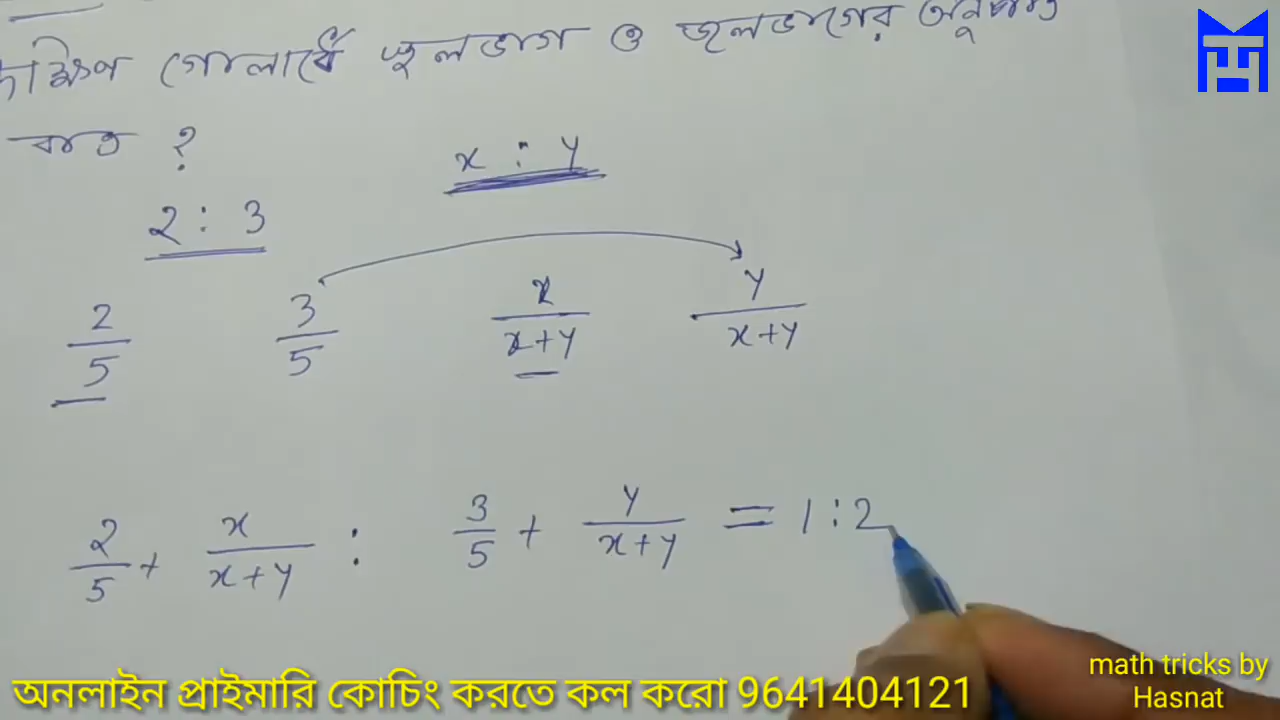 দক্ষিণ গোলার্ধে স্থলভাগ ও জলভাগের অনুপাত
কত ?
x : y
2 : 3
2/5 3/5 x/x+y y/x+y
2/5 + x/x+y : 3/5 + y/x+y = 1 : 2
অনলাইন প্রাইমারি কোচিং করতে কল করো 9641404121
math tricks by
Hasnat